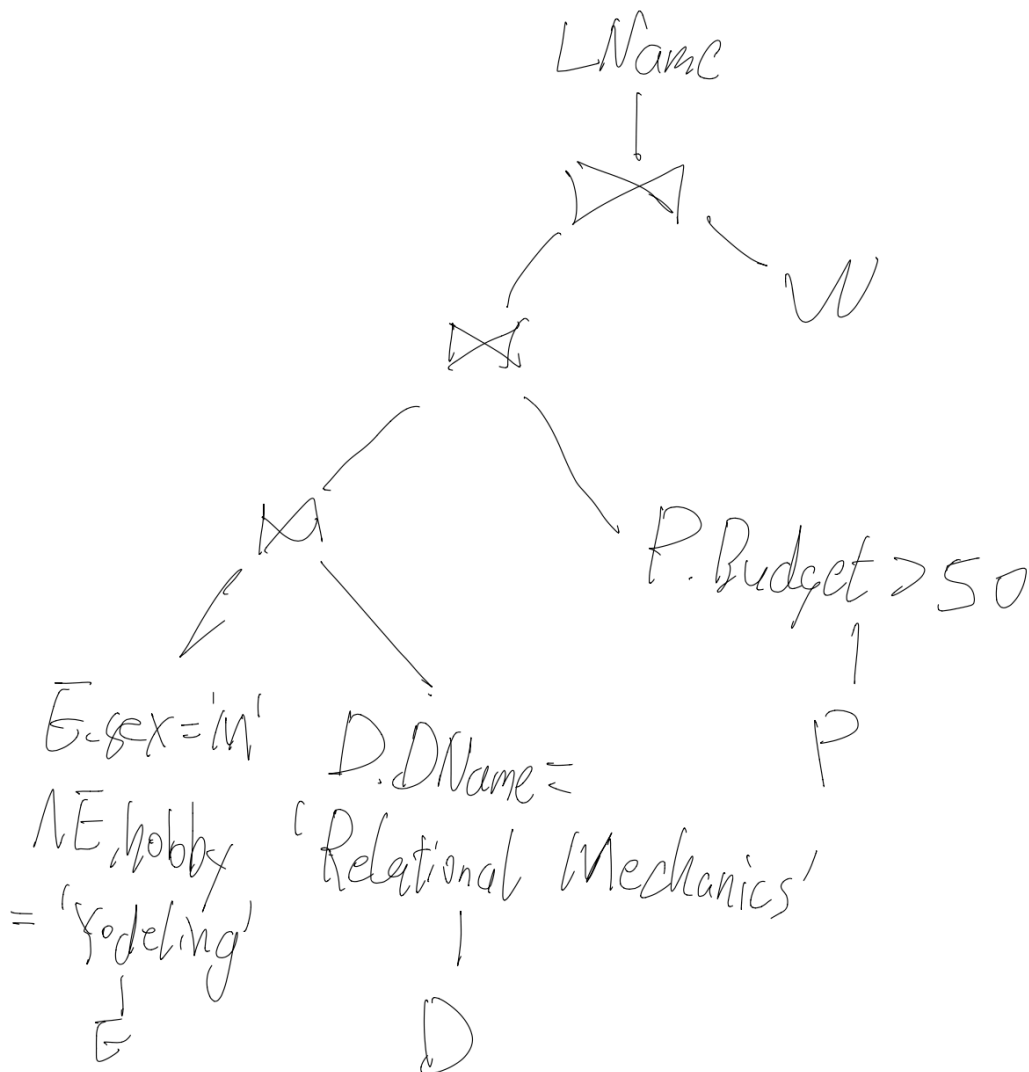 LName
⋈
W
⋈
⋈
P.Budget > 50
P
E.sex = 'M'
∧E.hobby
= 'Yodeling'
E
D.DName =
'Relational Mechanics'
D